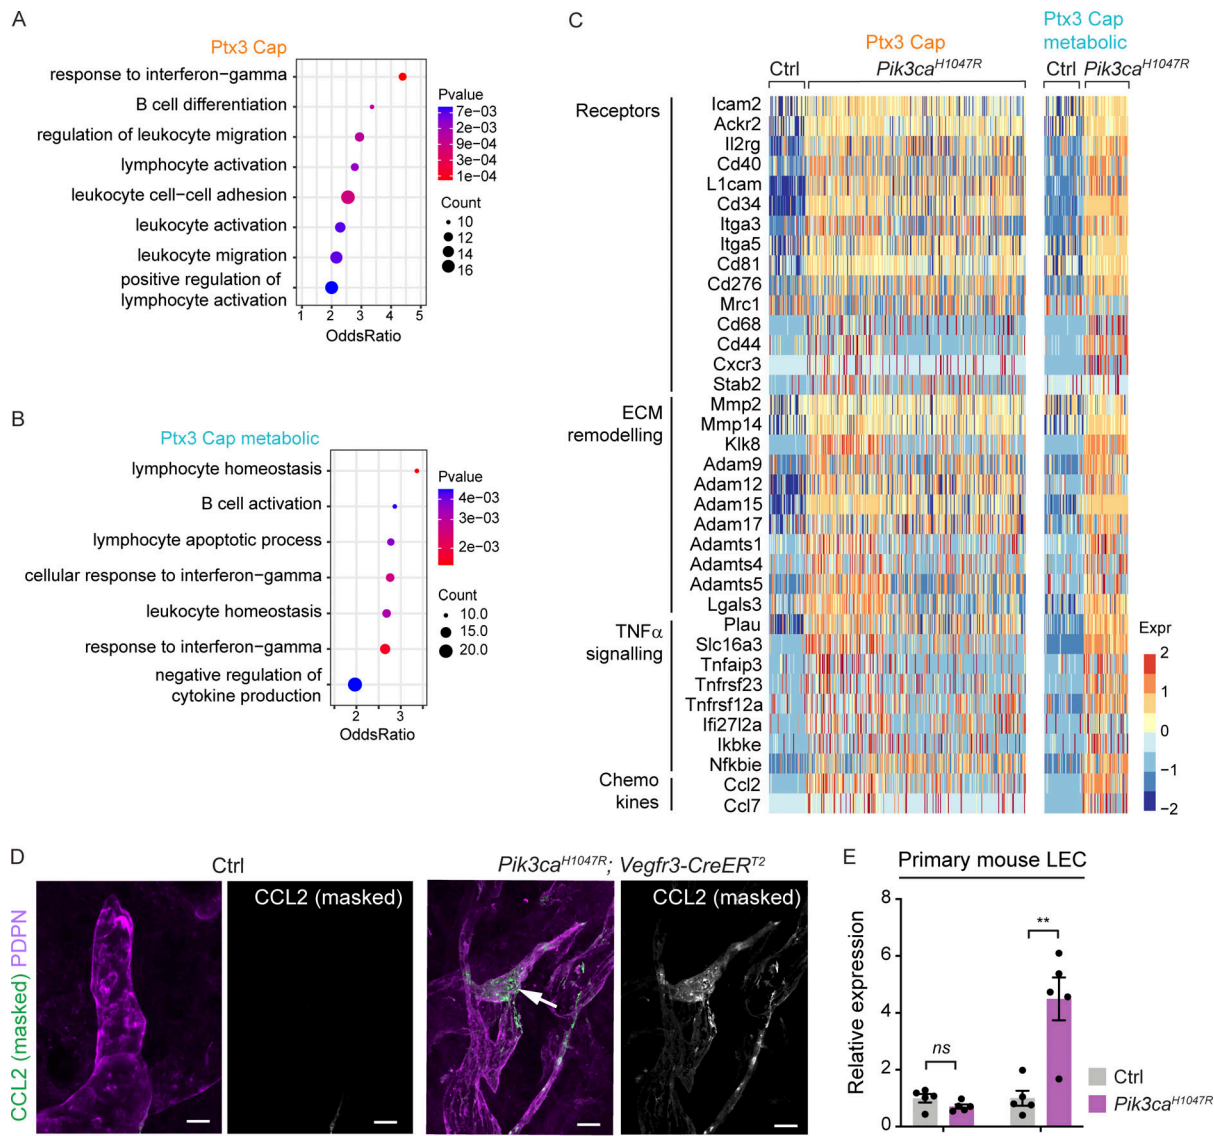 A
Ptx3 Cap
response to interferon-gamma
B cell differentiation
regulation of leukocyte migration
lymphocyte activation
leukocyte cell-cell adhesion
leukocyte activation
leukocyte migration
positive regulation of
lymphocyte activation
1 2 3 4 5
OddsRatio
Pvalue
7e-03
2e-03
9e-04
3e-04
1e-04
Count
10
12
14
16
B
Ptx3 Cap metabolic
lymphocyte homeostasis
B cell activation
lymphocyte apoptotic process
cellular response to interferon-gamma
leukocyte homeostasis
response to interferon-gamma
negative regulation of
cytokine production
2 3
OddsRatio
Pvalue
4e-03
3e-03
2e-03
Count
10.0
15.0
20.0
C
Ptx3 Cap
Ptx3 Cap
metabolic
Ctrl Pik3caH1047R
Ctrl Pik3caH1047R
Receptors
Icam2
Ackr2
Il2rg
Cd40
L1cam
Cd34
Itga3
Itga5
Cd81
Cd276
Mrc1
Cd68
Cd44
Cxcr3
Stab2
ECM
remodelling
Mmp2
Mmp14
Klk8
Adam9
Adam12
Adam15
Adam17
Adamts1
Adamts4
Adamts5
Lgals3
TNFα
signalling
Plau
Slc16a3
Tnfaip3
Tnfrsf23
Tnfrsf12a
Ifi27l2a
Ikbke
Nfkbie
Chemo
kines
Ccl2
Ccl7
Expr
2
1
0
-1
-2
D
Ctrl
Pik3caH1047R; Vegfr3-CreERT2
CCL2 (masked) PDPN
CCL2 (masked)
CCL2 (masked)
E
Primary mouse LEC
Relative expression
8
6
4
2
0
ns
**
Ctrl
Pik3caH1047R